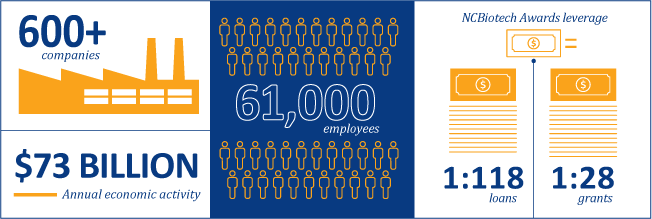 600+
companies
$73 BILLION
Annual economic activity
61,000
employees
NCBiotech Awards leverage
$ =
$ $
1:118 1:28
loans grants